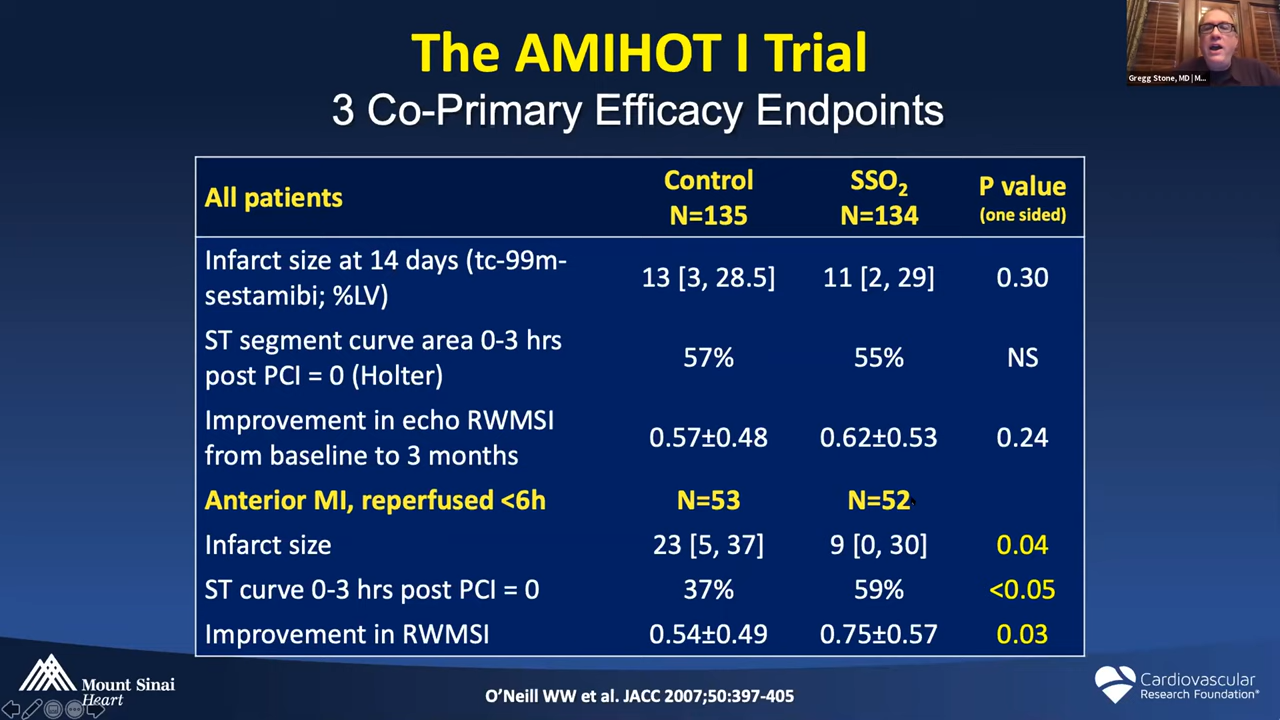 The AMIHOT I Trial
3 Co-Primary Efficacy Endpoints
Gregg Stone, MD | M...
All patients
Control
N=135
SSO₂
N=134
P value
(one sided)
Infarct size at 14 days (tc-99m-
sestamibi; %LV)
13 [3, 28.5]
11 [2, 29]
0.30
ST segment curve area 0-3 hrs
post PCI = 0 (Holter)
57%
55%
NS
Improvement in echo RWMSI
from baseline to 3 months
0.57±0.48
0.62±0.53
0.24
Anterior MI, reperfused <6h
N=53
N=52
Infarct size
23 [5, 37]
9 [0, 30]
0.04
ST curve 0-3 hrs post PCI = 0
37%
59%
<0.05
Improvement in RWMSI
0.54±0.49
0.75±0.57
0.03
Mount Sinai
Heart
O'Neill WW et al. JACC 2007;50:397-405
Cardiovascular
Research Foundation®